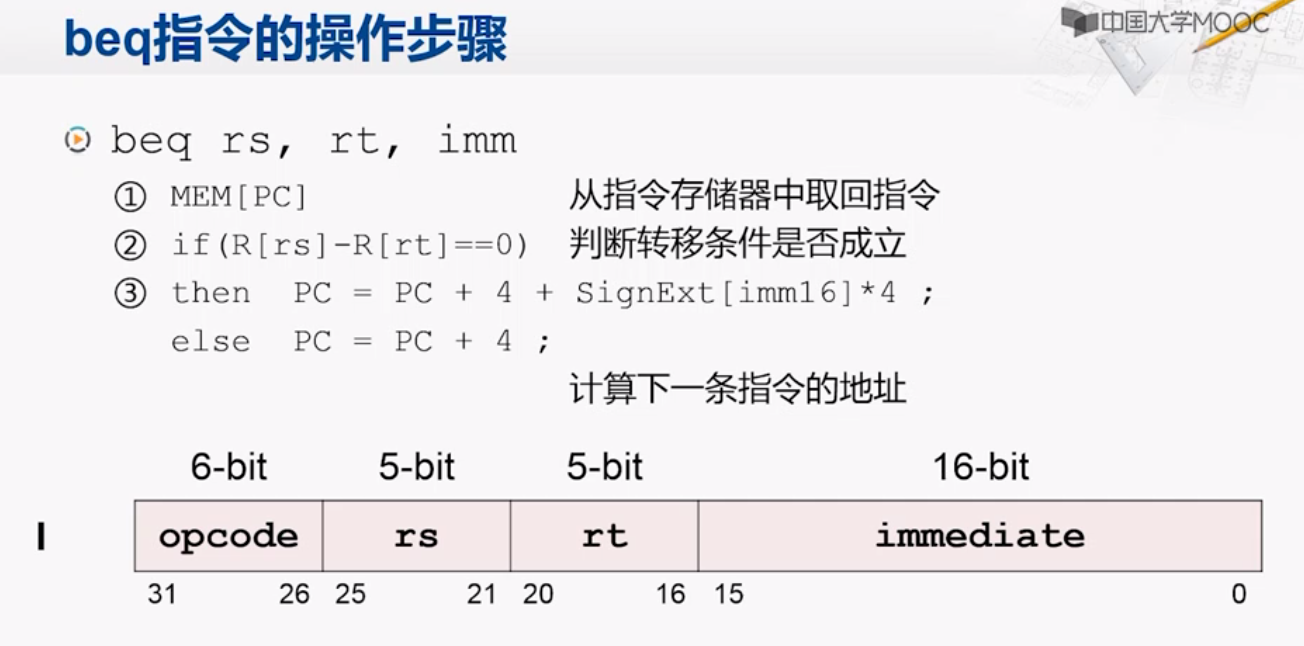 beq指令的操作步骤
中国大学MOOC
beq rs, rt, imm
① MEM[PC] 从指令存储器中取回指令
② if(R[rs]-R[rt]==0) 判断转移条件是否成立
③ then PC = PC + 4 + SignExt[imm16]*4 ;
else PC = PC + 4 ;
计算下一条指令的地址
6-bit 5-bit 5-bit 16-bit
I opcode rs rt immediate
31 26 25 21 20 16 15 0